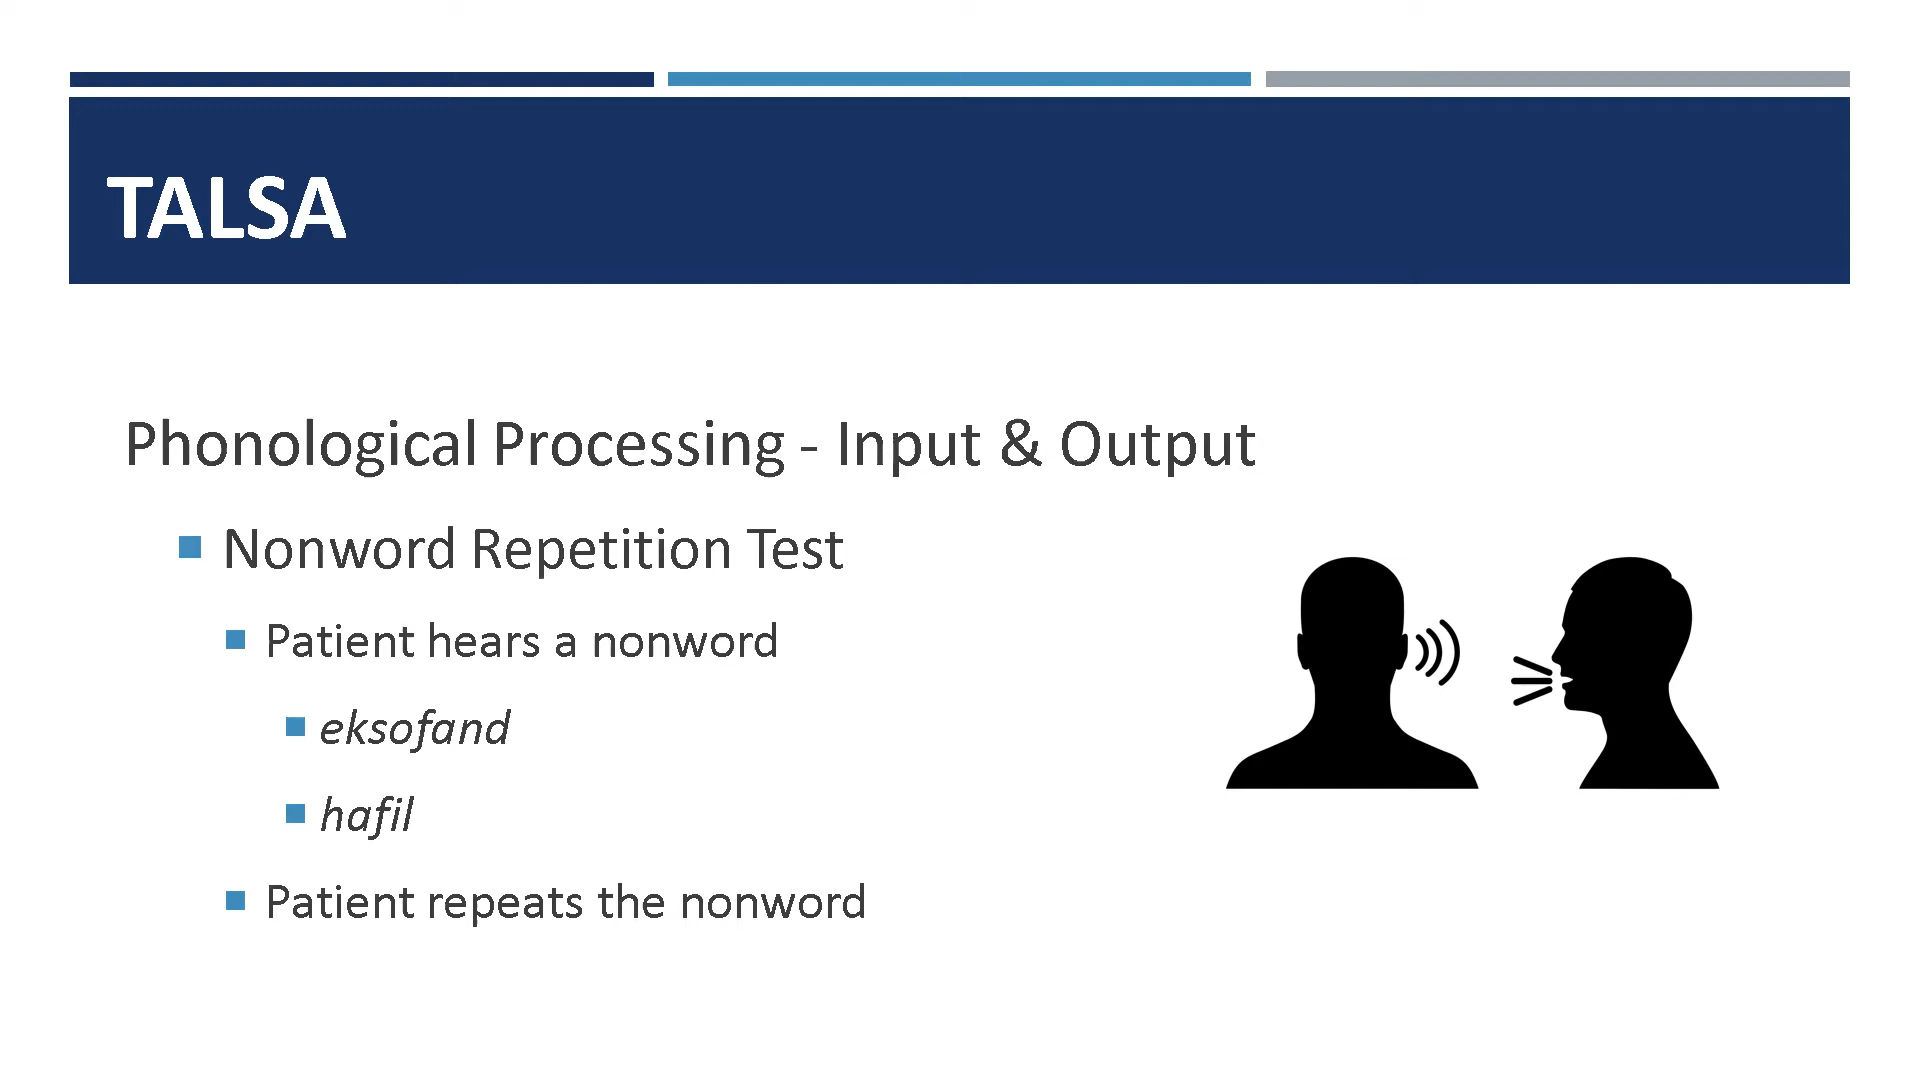 TALSA
Phonological Processing - Input & Output
Nonword Repetition Test
Patient hears a nonword
eksofand
hafil
Patient repeats the nonword